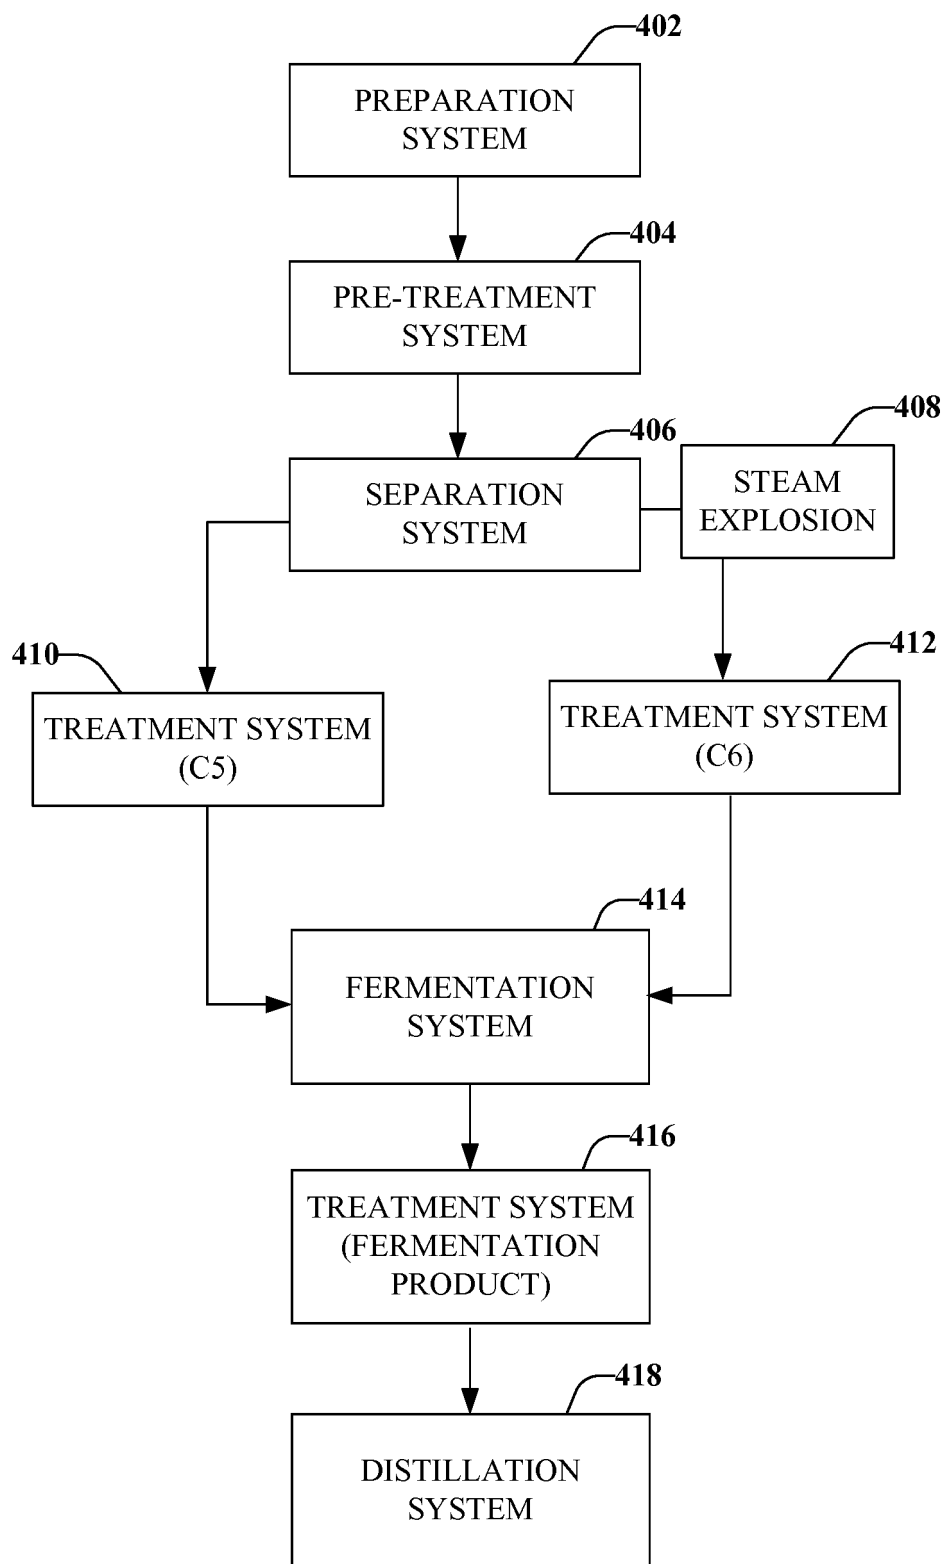 402
PREPARATION
SYSTEM
404
PRE-TREATMENT
SYSTEM
406
SEPARATION
SYSTEM
408
STEAM
EXPLOSION
410
TREATMENT SYSTEM
(C5)
412
TREATMENT SYSTEM
(C6)
414
FERMENTATION
SYSTEM
416
TREATMENT SYSTEM
(FERMENTATION
PRODUCT)
418
DISTILLATION
SYSTEM